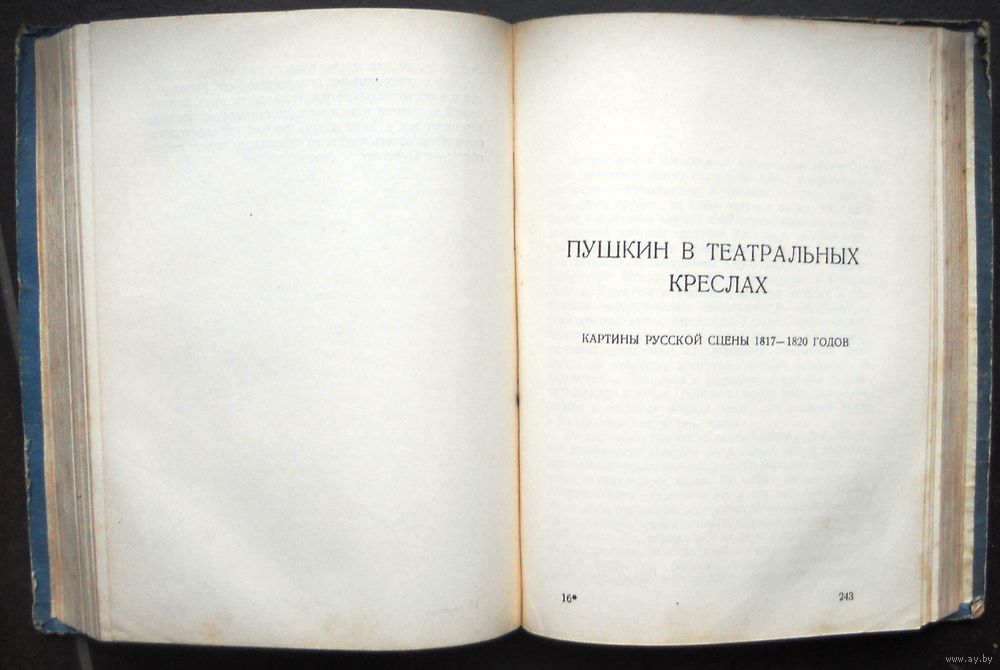 ПУШКИН В ТЕАТРАЛЬНЫХ
КРЕСЛАХ
КАРТИНЫ РУССКОЙ СЦЕНЫ 1817—1820 ГОДОВ
16*
243
www.ay.by